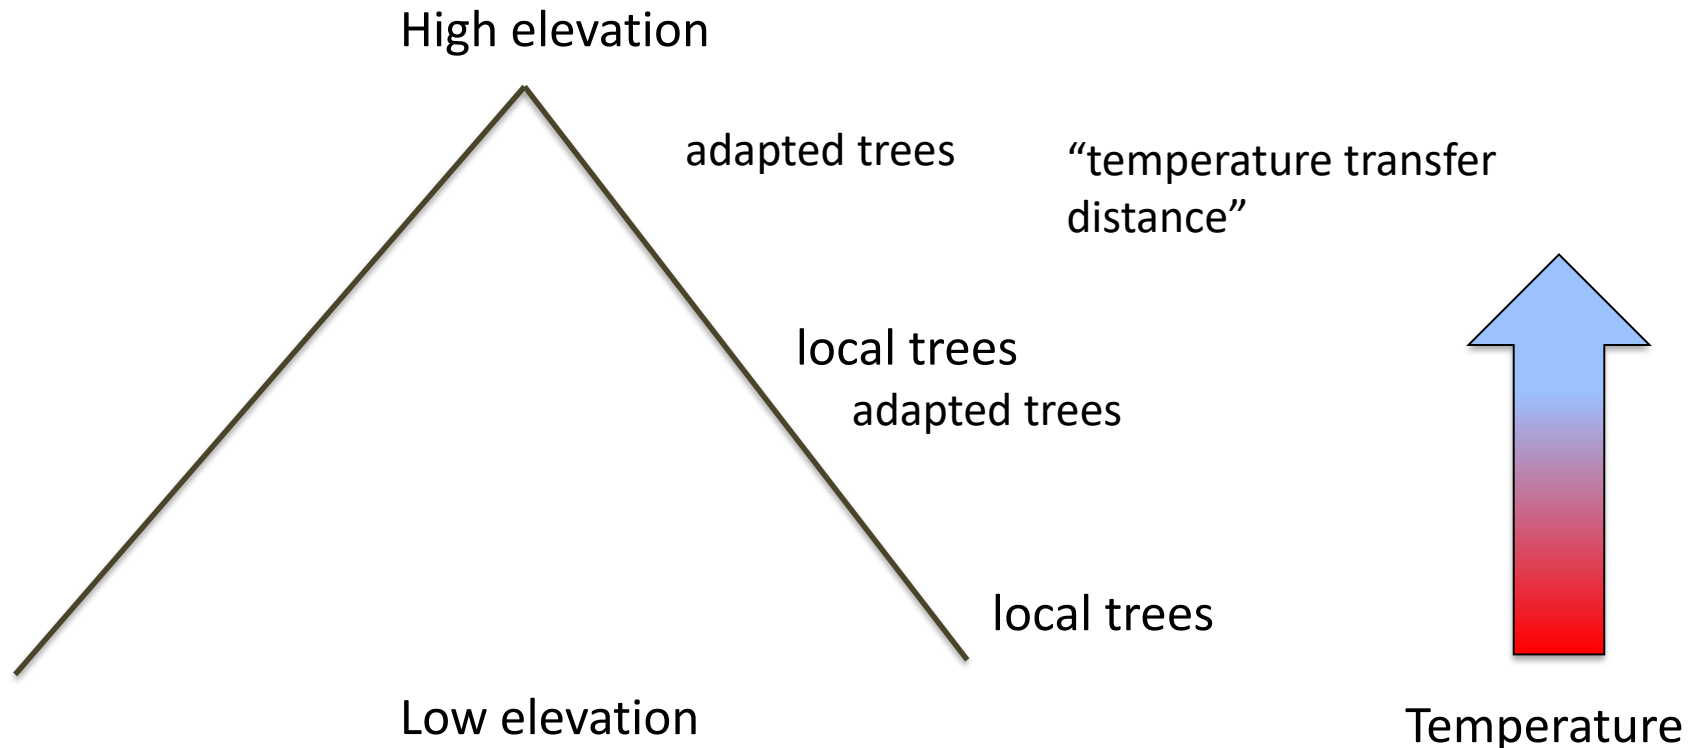 High elevation
adapted trees
“temperature transfer
distance”
local trees
adapted trees
local trees
Low elevation
Temperature